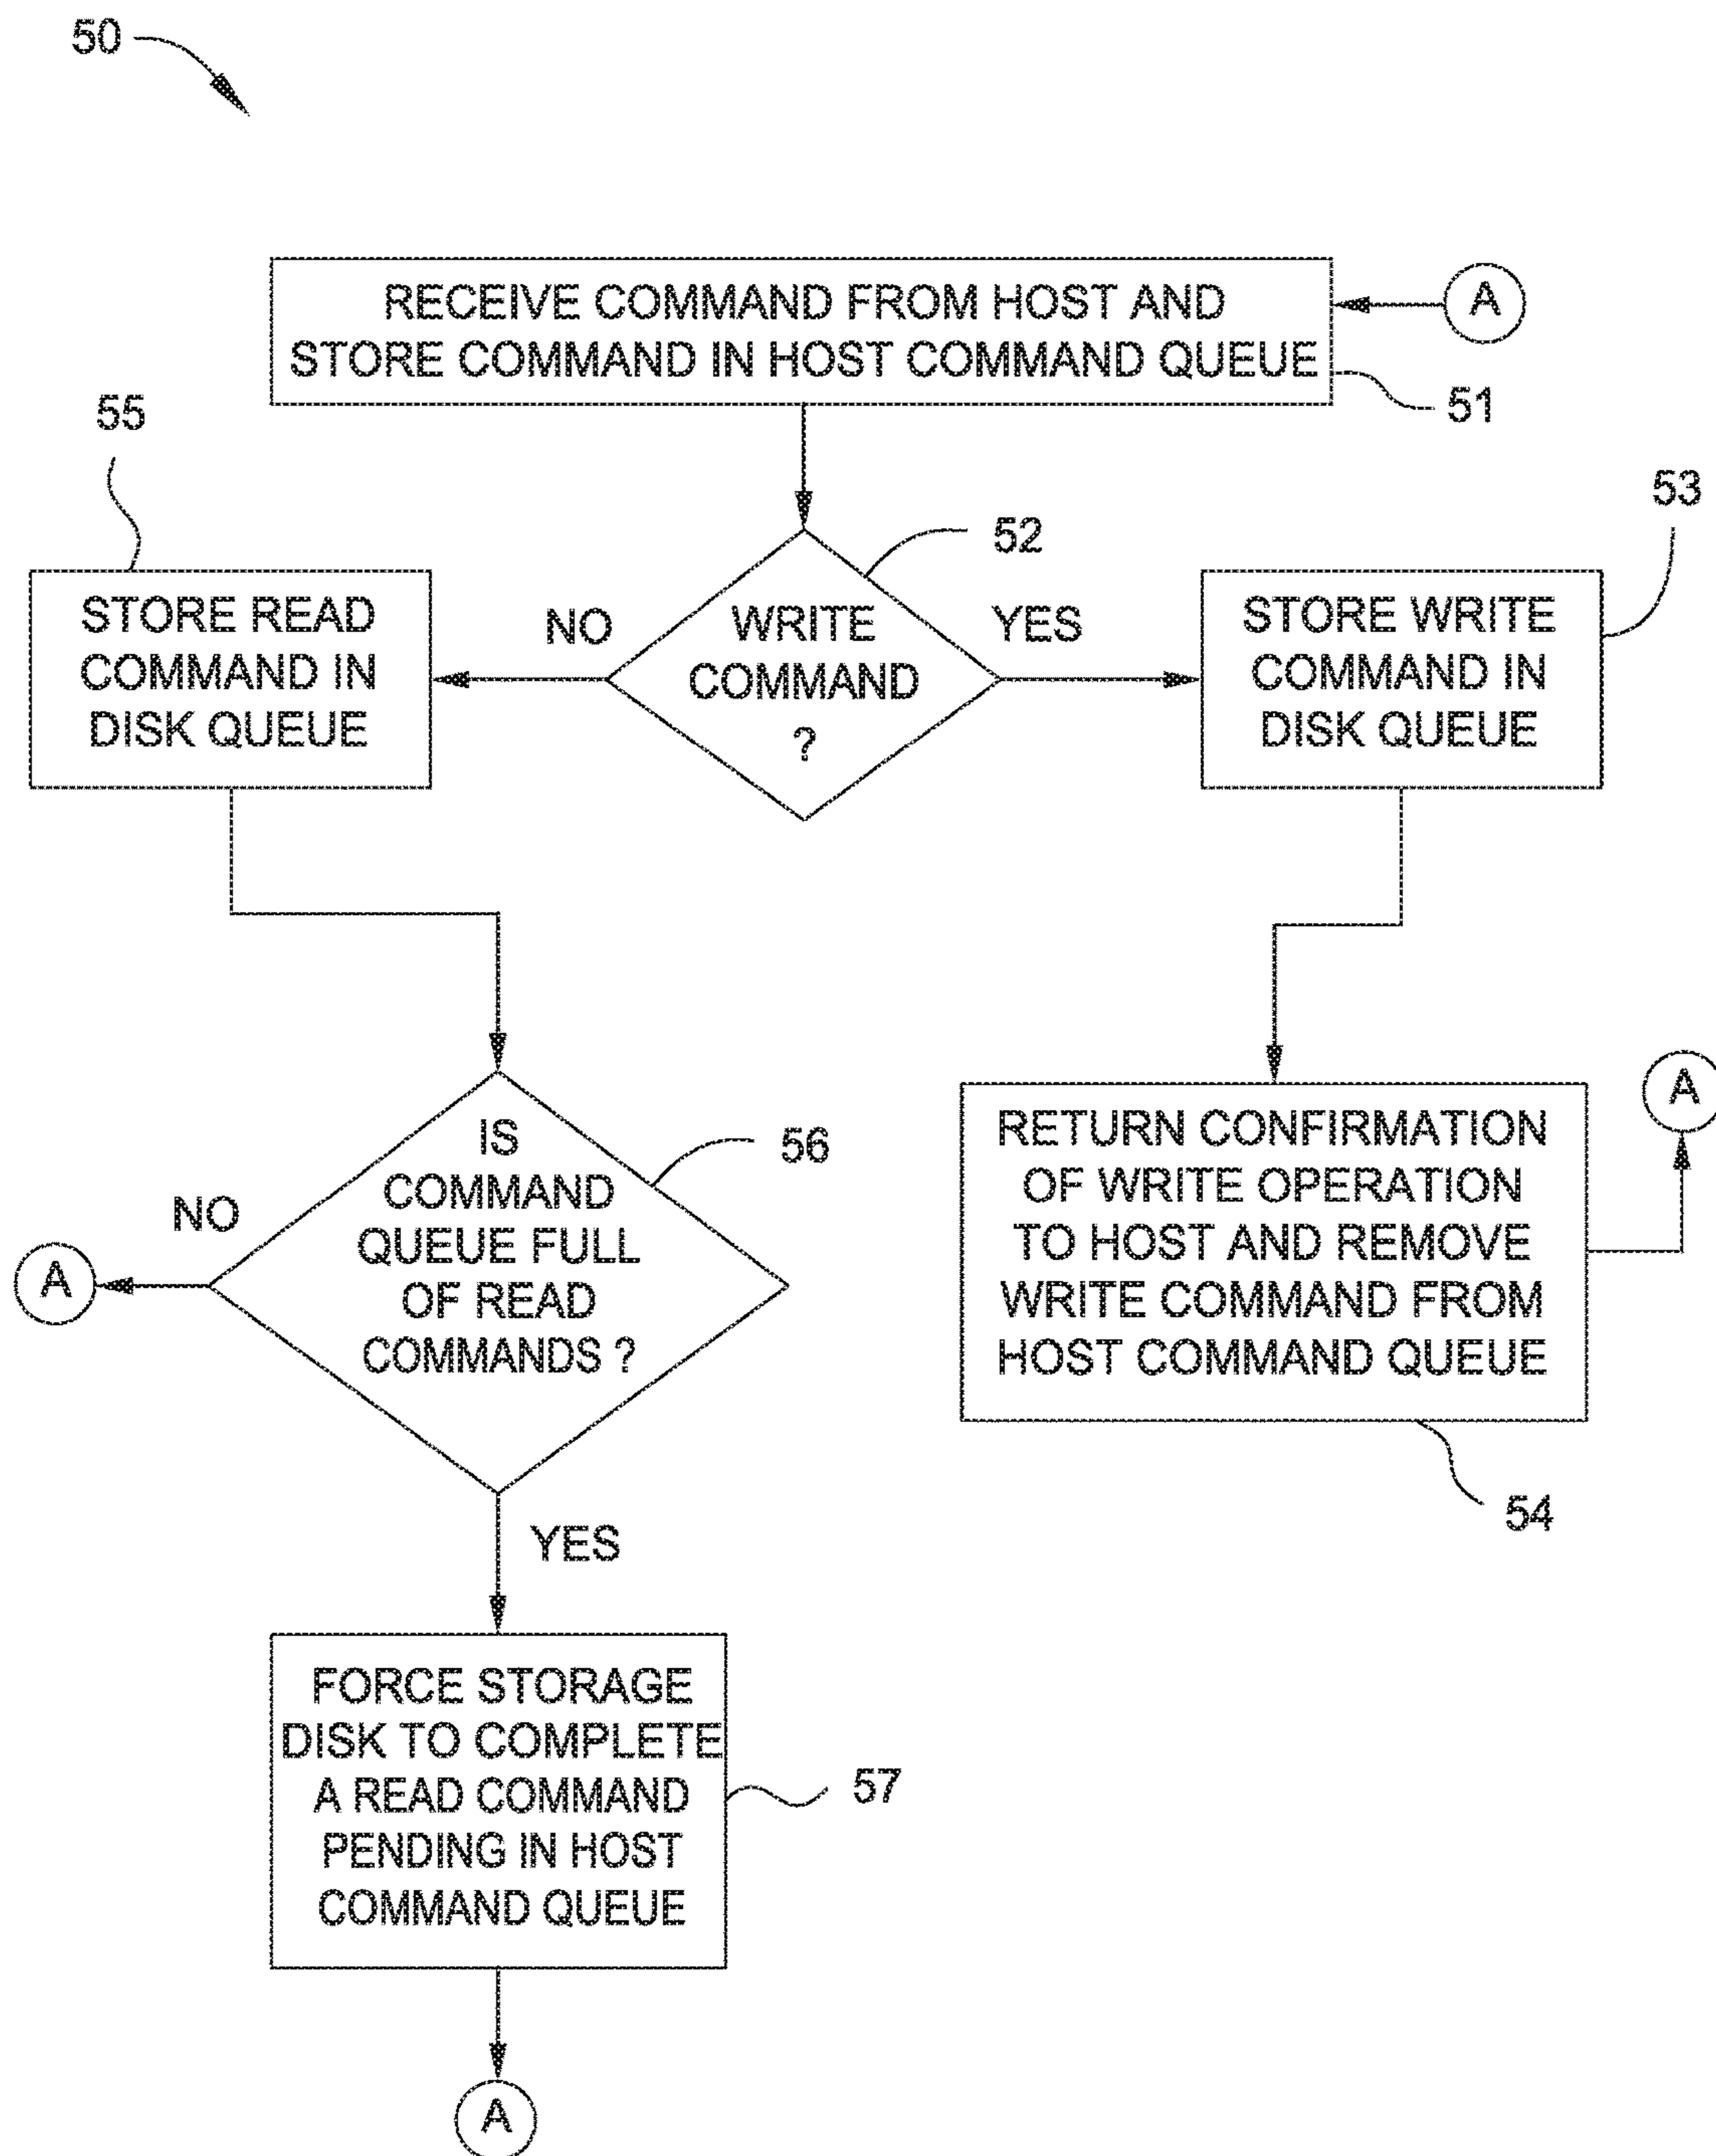 50
RECEIVE COMMAND FROM HOST AND
STORE COMMAND IN HOST COMMAND QUEUE
A
51
55
53
52
STORE READ
COMMAND IN
DISK QUEUE
NO
WRITE
COMMAND
?
YES
STORE WRITE
COMMAND IN
DISK QUEUE
IS
COMMAND
QUEUE FULL
OF READ
COMMANDS ?
56
NO
A
RETURN CONFIRMATION
OF WRITE OPERATION
TO HOST AND REMOVE
WRITE COMMAND FROM
HOST COMMAND QUEUE
A
54
YES
FORCE STORAGE
DISK TO COMPLETE
A READ COMMAND
PENDING IN HOST
COMMAND QUEUE
57
A